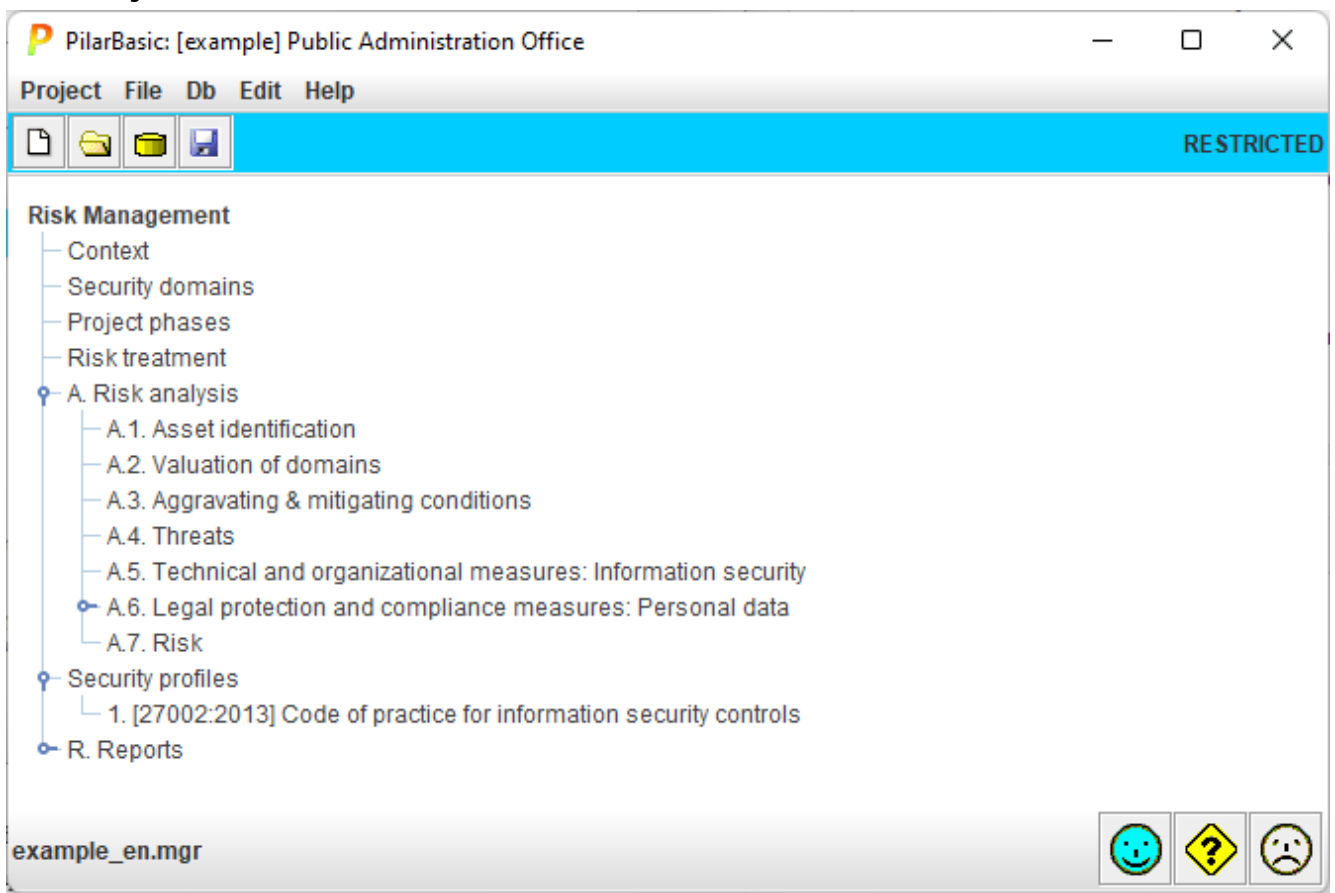 PilarBasic: [example] Public Administration Office
Project File Db Edit Help
RESTRICTED
Risk Management
Context
Security domains
Project phases
Risk treatment
A. Risk analysis
A.1. Asset identification
A.2. Valuation of domains
A.3. Aggravating & mitigating conditions
A.4. Threats
A.5. Technical and organizational measures: Information security
A.6. Legal protection and compliance measures: Personal data
A.7. Risk
Security profiles
1. [27002:2013] Code of practice for information security controls
R. Reports
example_en.mgr